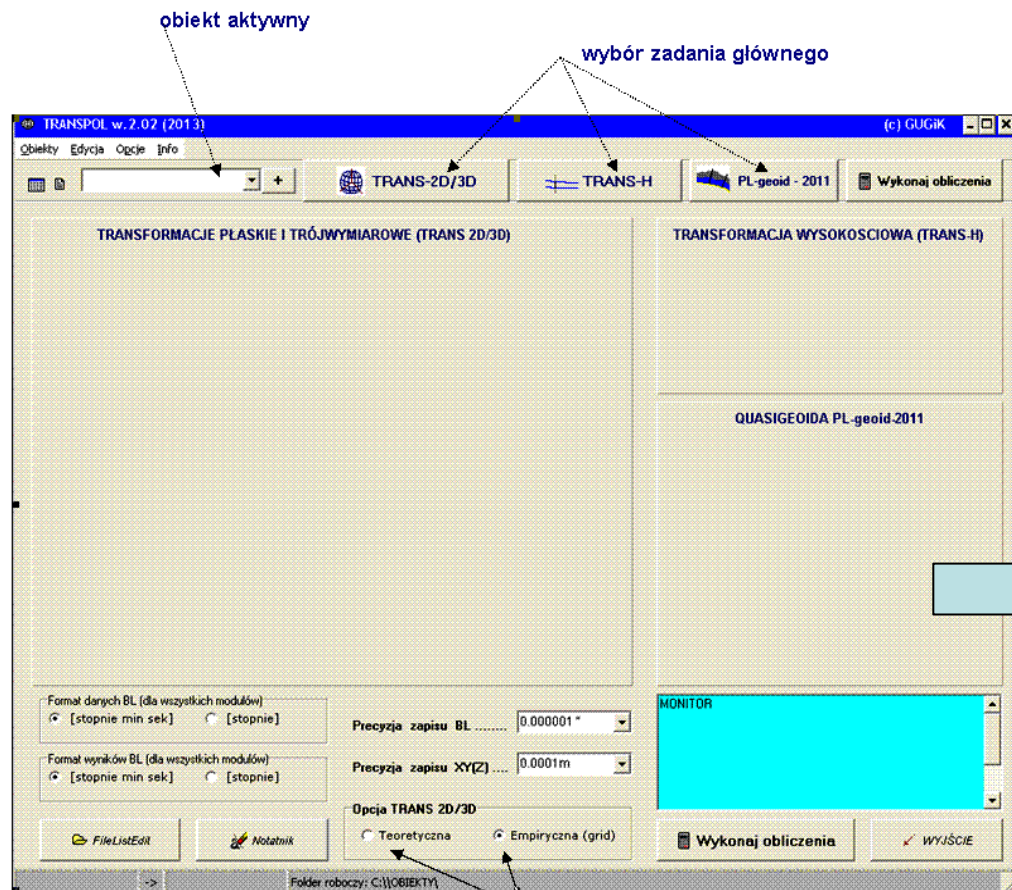 obiekt aktywny
wybór zadania głównego
TRANSPOL w.2.02 (2013) (c) GUGiK
Obiekty Edycja Opcje Info
+ TRANS-2D/3D TRANS-H PL-geoid - 2011 Wykonaj obliczenia
TRANSFORMACJE PŁASKIE I TRÓJWYMIAROWE (TRANS 2D/3D)
TRANSFORMACJA WYSOKOSCIOWA (TRANS-H)
QUASIGEOIDA PL-geoid-2011
Format danych BL (dla wszystkich modułów)
[stopnie min sek] [stopnie]
Format wyników BL (dla wszystkich modułów)
[stopnie min sek] [stopnie]
Precyzja zapisu BL ........ 0.000001 "
Precyzja zapisu XY(Z) .... 0.0001m
Opcja TRANS 2D/3D
Teoretyczna Empiryczna (grid)
MONITOR
FileListEdit Notatnik Wykonaj obliczenia WYJŚCIE
-> Folder roboczy: C:\\OBIEKTY\